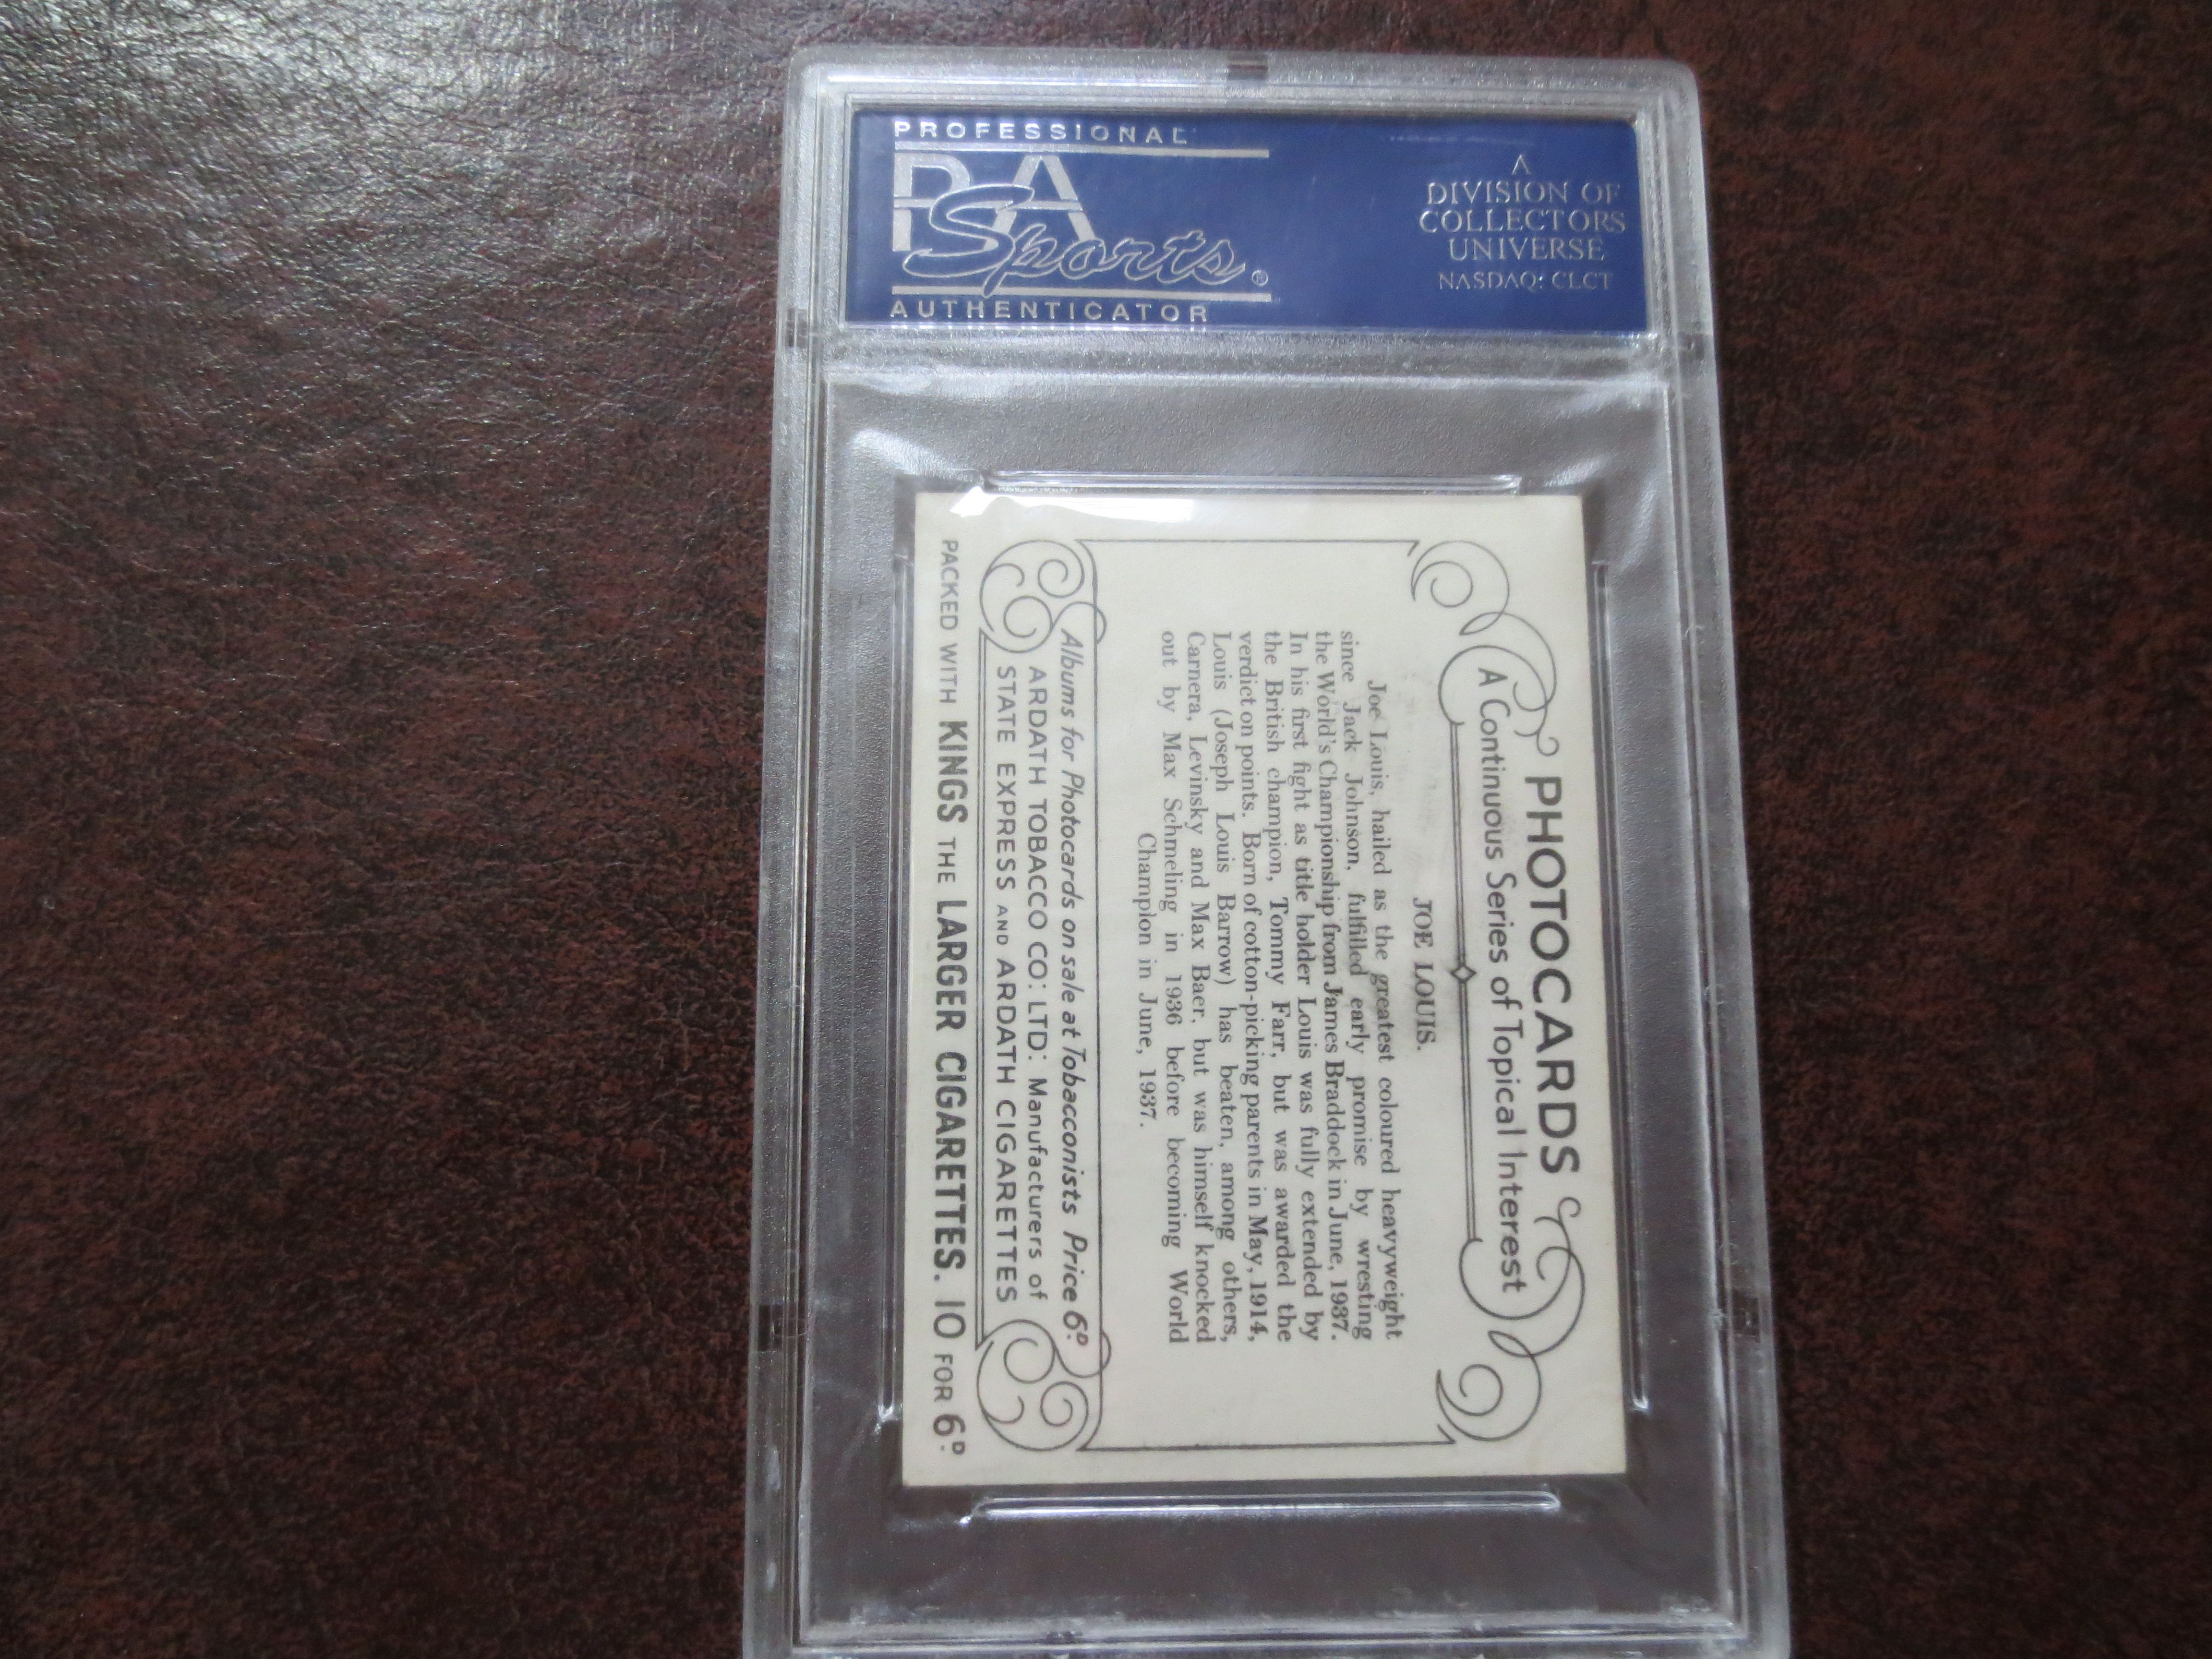 PROFESSIONAL
PSA
Sports®
AUTHENTICATOR
A
DIVISION OF
COLLECTORS
UNIVERSE
NASDAQ: CLCT
PHOTOCARDS
A Continuous Series of Topical Interest
JOE LOUIS.
Joe Louis, hailed as the greatest coloured heavyweight
since Jack Johnson, fulfilled early promise by wresting
the World's Championship from James Braddock in June, 1937.
In his first fight as title holder Louis was fully extended by
the British champion, Tommy Farr, but was awarded the
verdict on points. Born of cotton-picking parents in May, 1914,
Louis (Joseph Louis Barrow) has beaten, among others,
Carnera, Levinsky and Max Baer, but was himself knocked
out by Max Schmeling in 1936 before becoming World
Champion in June, 1937.
Albums for Photocards on sale at Tobacconists Price 6D.
ARDATH TOBACCO CO: LTD: Manufacturers of
STATE EXPRESS AND ARDATH CIGARETTES
PACKED WITH KINGS THE LARGER CIGARETTES. 10 FOR 6D.